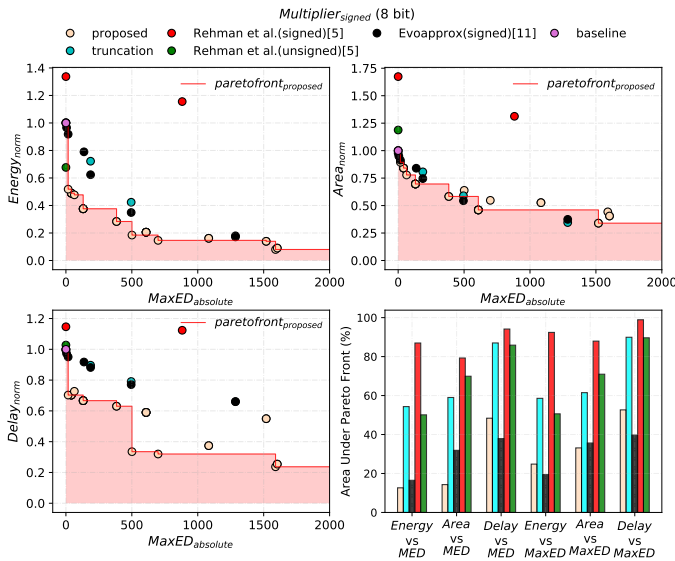 Multiplier_signed (8 bit)
proposed
truncation
Rehman et al.(signed)[5]
Rehman et al.(unsigned)[5]
Evoapprox(signed)[11]
baseline
Energy_norm
1.4
1.2
1.0
0.8
0.6
0.4
0.2
0.0
paretofront_proposed
0 500 1000 1500 2000
MaxED_absolute
Area_norm
1.75
1.50
1.25
1.00
0.75
0.50
0.25
0.00
paretofront_proposed
0 500 1000 1500 2000
MaxED_absolute
Delay_norm
1.2
1.0
0.8
0.6
0.4
0.2
0.0
paretofront_proposed
0 500 1000 1500 2000
MaxED_absolute
Area Under Pareto Front (%)
100
80
60
40
20
0
Energy
vs
MED
Area
vs
MED
Delay
vs
MED
Energy
vs
MaxED
Area
vs
MaxED
Delay
vs
MaxED